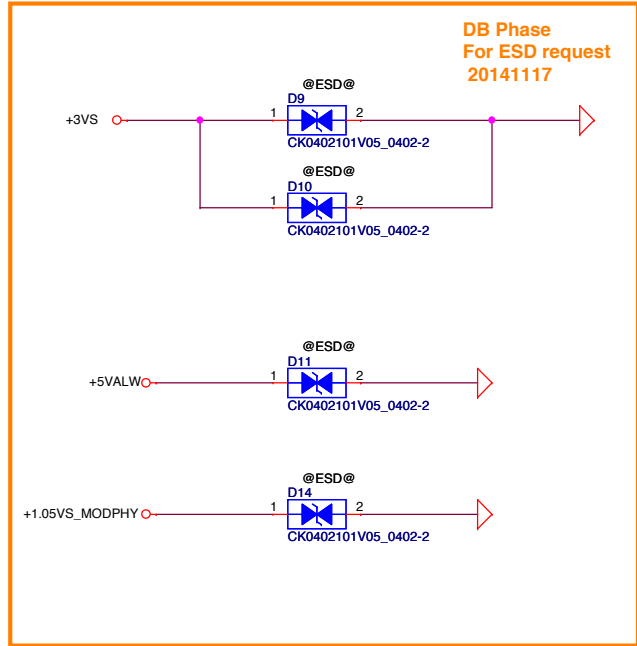 DB Phase
For ESD request
20141117
@ESD@
D9
+3VS
1
2
CK0402101V05_0402-2
@ESD@
D10
1
2
CK0402101V05_0402-2
@ESD@
D11
+5VALW
1
2
CK0402101V05_0402-2
@ESD@
D14
+1.05VS_MODPHY
1
2
CK0402101V05_0402-2